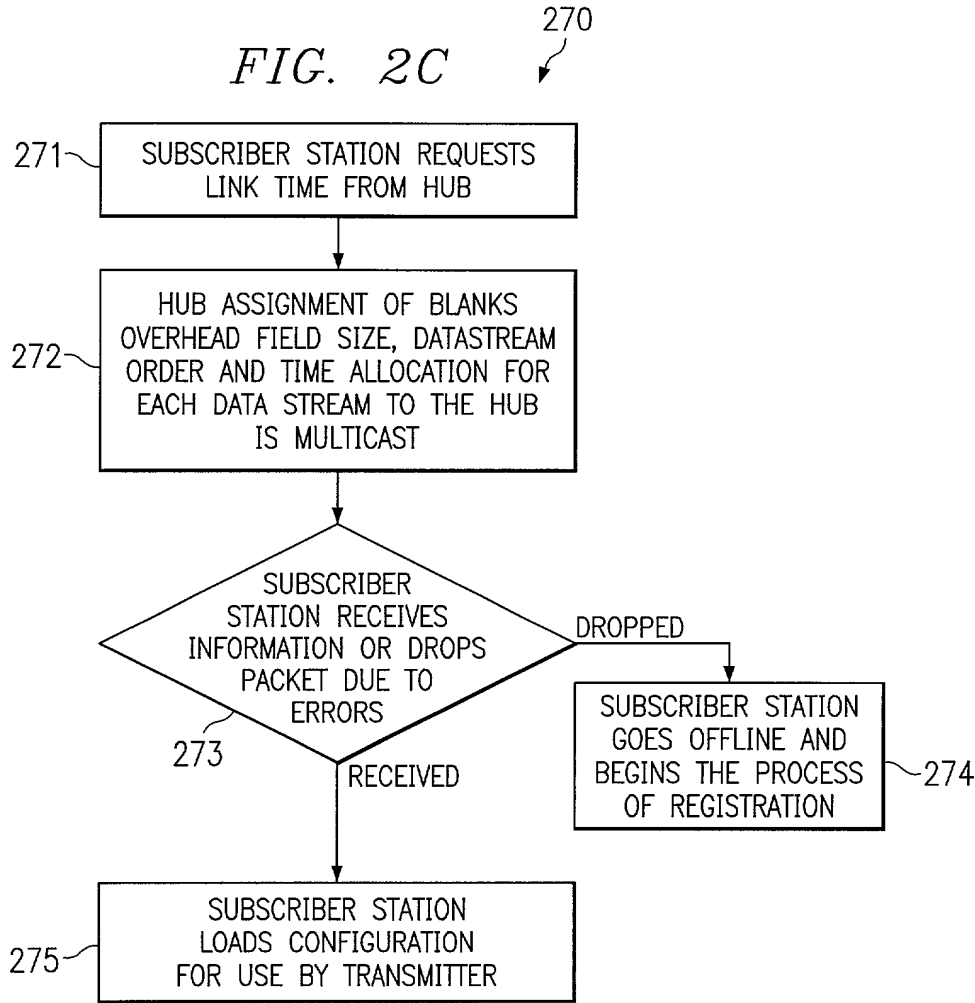 270
FIG. 2C
271
SUBSCRIBER STATION REQUESTS
LINK TIME FROM HUB
272
HUB ASSIGNMENT OF BLANKS
OVERHEAD FIELD SIZE, DATASTREAM
ORDER AND TIME ALLOCATION FOR
EACH DATA STREAM TO THE HUB
IS MULTICAST
SUBSCRIBER
STATION RECEIVES
INFORMATION OR DROPS
PACKET DUE TO
ERRORS
273
DROPPED
RECEIVED
SUBSCRIBER STATION
GOES OFFLINE AND
BEGINS THE PROCESS
OF REGISTRATION
274
275
SUBSCRIBER STATION
LOADS CONFIGURATION
FOR USE BY TRANSMITTER